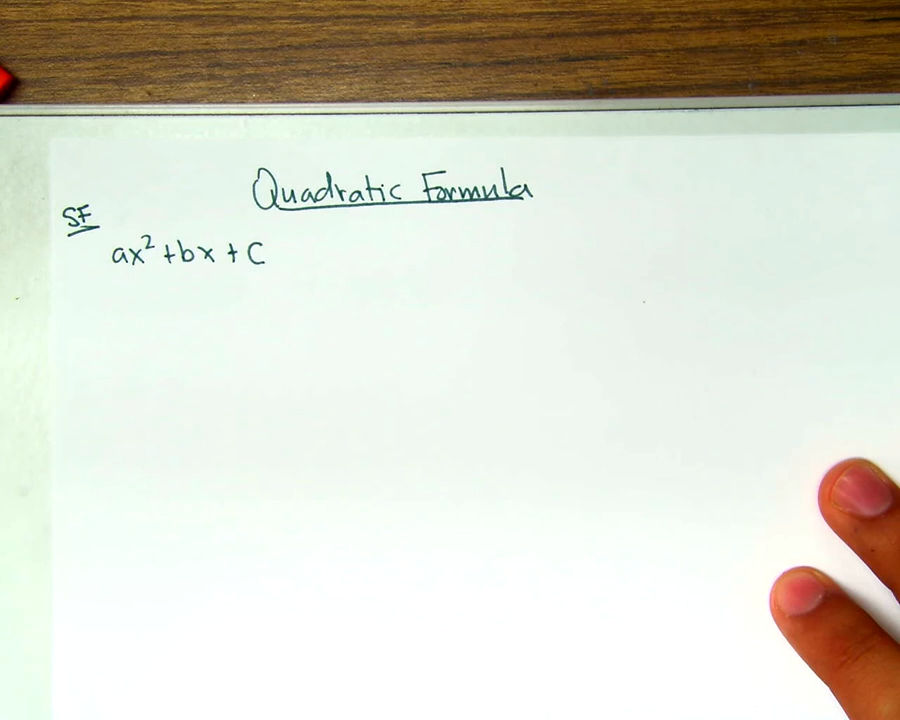 Quadratic Formula
SF
ax² + bx + c